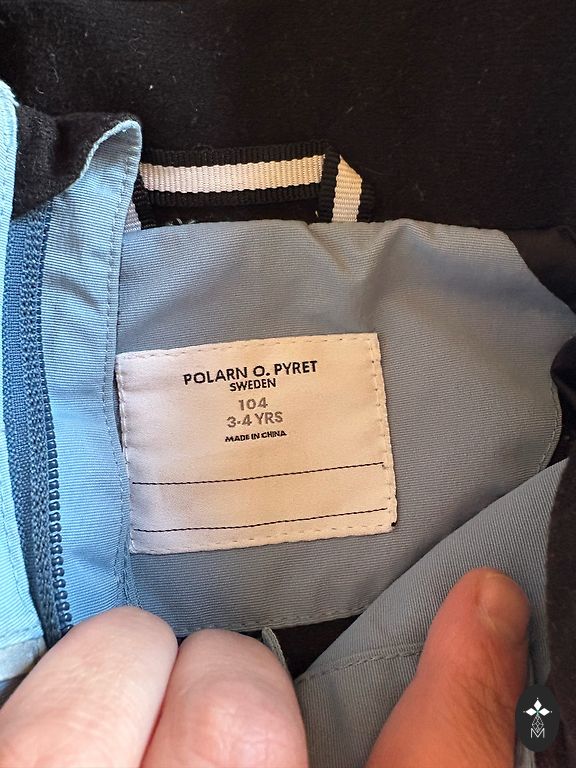 POLARN O. PYRET
SWEDEN
104
3-4 YRS
MADE IN CHINA